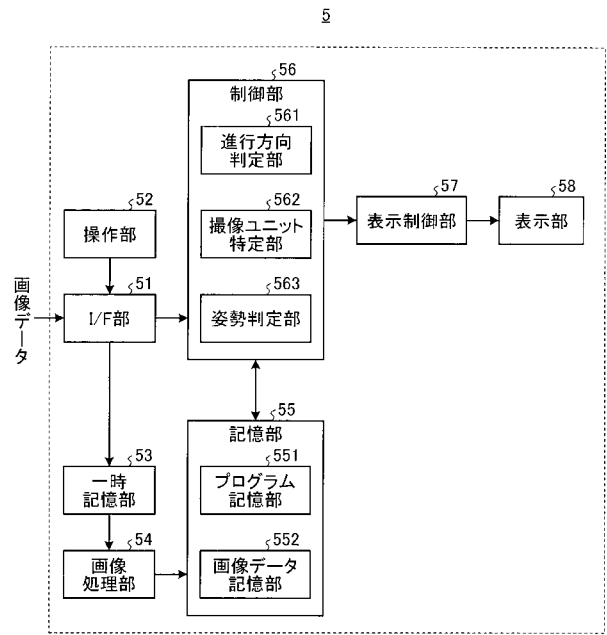 5
56
制御部
561
進行方向
判定部
52
操作部
562
撮像ユニット
特定部
57
表示制御部
58
表示部
画像データ
51
I/F部
563
姿勢判定部
55
記憶部
53
一時
記憶部
551
プログラム
記憶部
54
画像
処理部
552
画像データ
記憶部